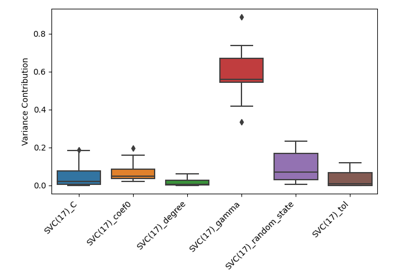 Variance Contribution
0.8
0.6
0.4
0.2
0.0
SVC(17)_C
SVC(17)_coef0
SVC(17)_degree
SVC(17)_gamma
SVC(17)_random_state
SVC(17)_tol